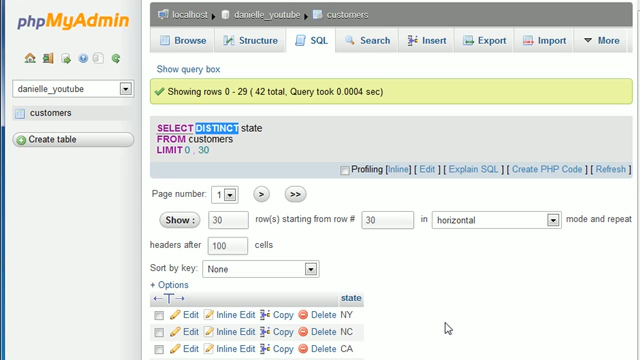 phpMyAdmin
localhost
danielle_youtube
customers
danielle_youtube
customers
Create table
Browse
Structure
SQL
Search
Insert
Export
Import
More
Show query box
Showing rows 0 - 29 ( 42 total, Query took 0.0004 sec)
SELECT DISTINCT state
FROM customers
LIMIT 0 , 30
Profiling [Inline] [ Edit ] [ Explain SQL ] [ Create PHP Code ] [ Refresh ]
Page number: 1 > >>
Show : 30 row(s) starting from row # 30 in horizontal mode and repeat
headers after 100 cells
Sort by key: None
+ Options
←T→ state
Edit Inline Edit Copy Delete NY
Edit Inline Edit Copy Delete NC
Edit Inline Edit Copy Delete CA